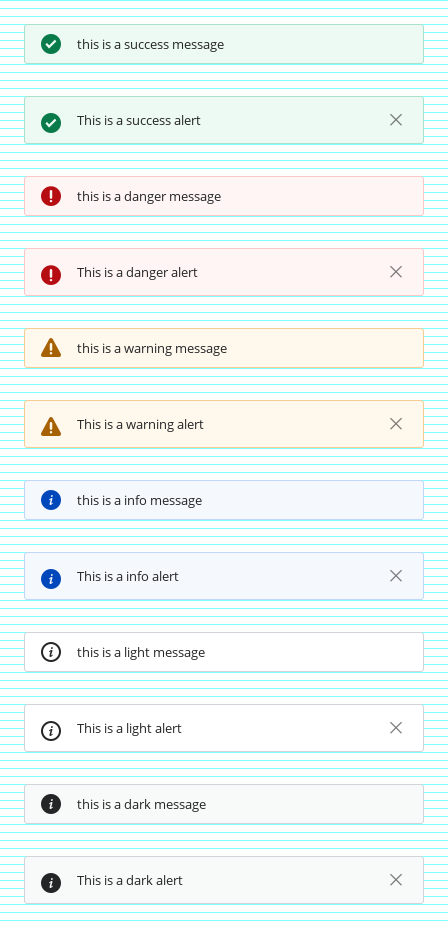 this is a success message
This is a success alert
this is a danger message
This is a danger alert
this is a warning message
This is a warning alert
this is a info message
This is a info alert
this is a light message
This is a light alert
this is a dark message
This is a dark alert